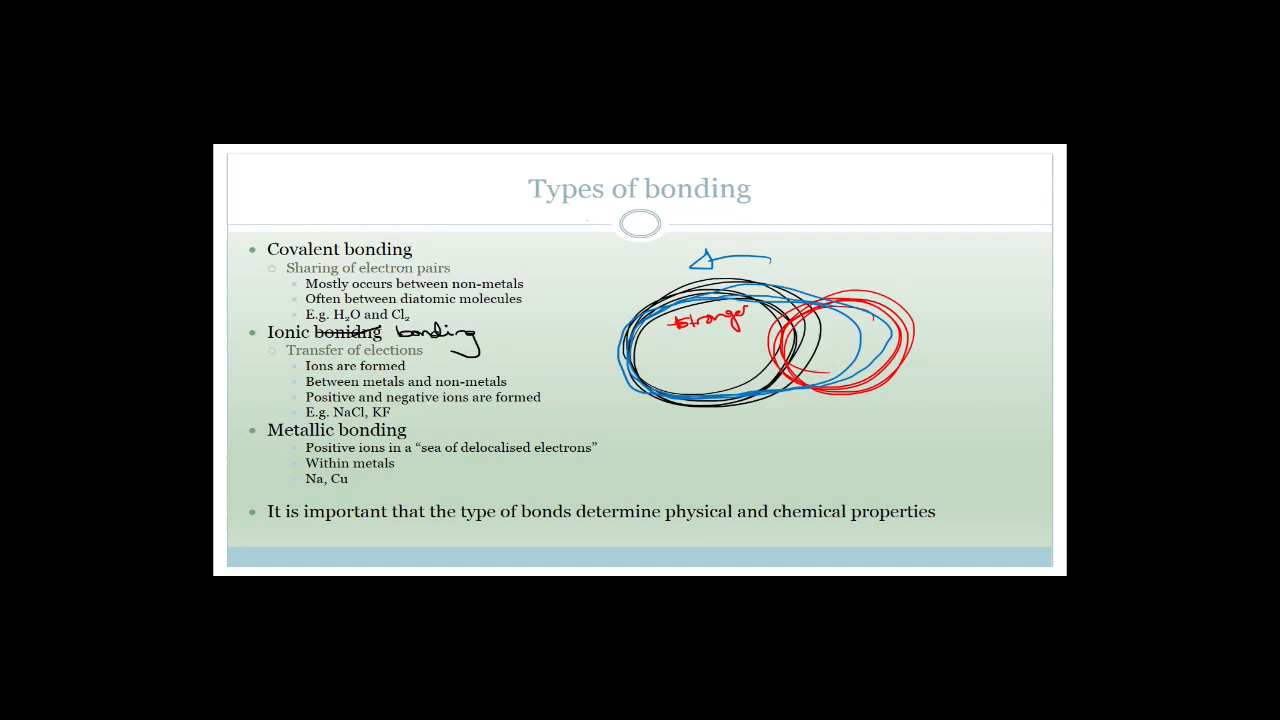 Types of bonding
Covalent bonding
Sharing of electron pairs
Mostly occurs between non-metals
Often between diatomic molecules
E.g. H₂O and Cl₂
Ionic bonidng bonding
Transfer of elections
Ions are formed
Between metals and non-metals
Positive and negative ions are formed
E.g. NaCl, KF
Metallic bonding
Positive ions in a “sea of delocalised electrons”
Within metals
Na, Cu
It is important that the type of bonds determine physical and chemical properties
stronger